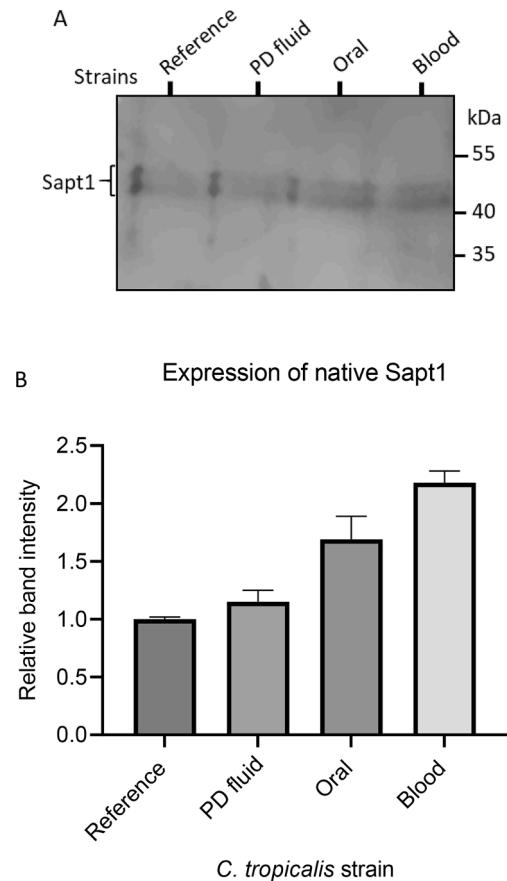 A
Strains
Reference
PD fluid
Oral
Blood
kDa
55
Sapt1
40
35
B
Expression of native Sapt1
Relative band intensity
2.5
2.0
1.5
1.0
0.5
0.0
Reference
PD fluid
Oral
Blood
C. tropicalis strain